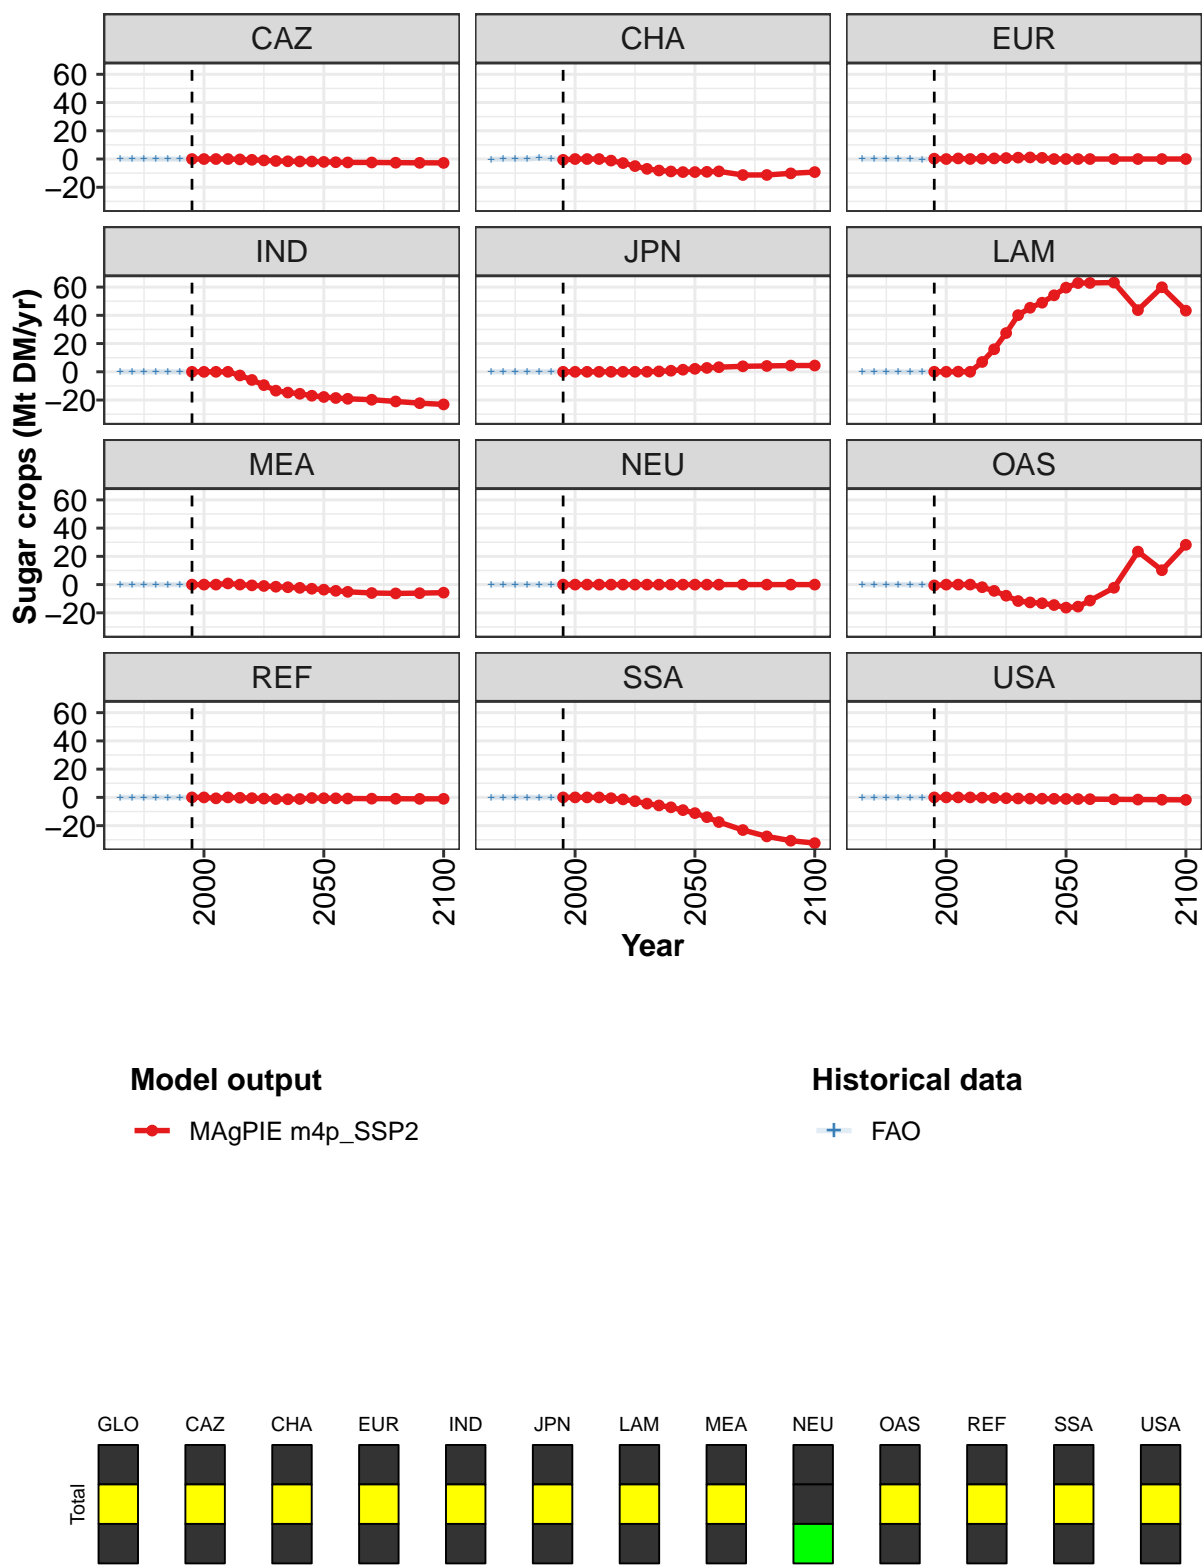 CAZ CHA EUR
60
40
20
0
−20
IND JPN LAM
60
40
20
0
−20
MEA NEU OAS
60
40
20
0
−20
REF SSA USA
60
40
20
0
−20
Sugar crops (Mt DM/yr)
2000 2050 2100 2000 2050 2100 2000 2050 2100
Year
Model output
MAgPIE m4p_SSP2
Historical data
FAO
GLO CAZ CHA EUR IND JPN LAM MEA NEU OAS REF SSA USA
Total